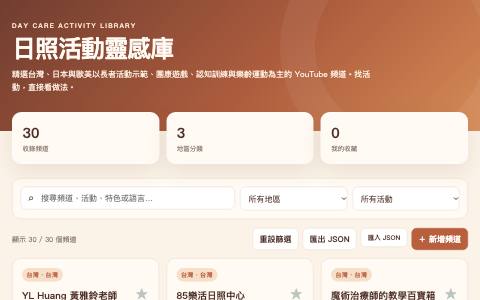 DAY CARE ACTIVITY LIBRARY
日照活動靈感庫
精選台灣、日本與歐美以長者活動示範、團康遊戲、認知訓練與樂齡運動為主的 YouTube 頻道。找活
動，直接看做法。
30
收錄頻道
3
地區分類
0
我的收藏
搜尋頻道、活動、特色或語言…
所有地區
所有活動
顯示 30 / 30 個頻道
重設篩選
匯出 JSON
匯入 JSON
＋ 新增頻道
台灣 · 台灣
YL Huang 黃雅鈴老師
台灣 · 台灣
85樂活日照中心
台灣 · 台灣
魔術治療師的教學百寶箱